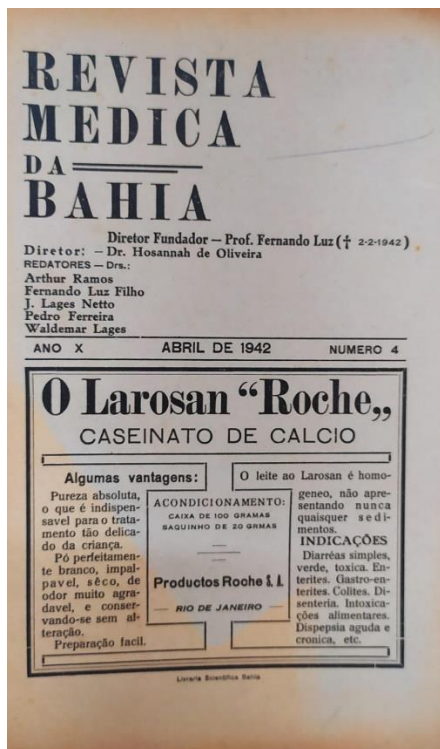 REVISTA
MEDICA
DA
BAHIA
Diretor Fundador — Prof. Fernando Luz († 2-2-1942)
Diretor: — Dr. Hosannah de Oliveira
REDATORES — Drs.:
Arthur Ramos
Fernando Luz Filho
J. Lages Netto
Pedro Ferreira
Waldemar Lages
ANO X ABRIL DE 1942 NUMERO 4
O Larosan “Roche„
CASEINATO DE CALCIO
Algumas vantagens:
Pureza absoluta,
o que é indispen-
savel para o trata-
mento tão delica-
do da criança.
Pó perfeitamen-
te branco, impal-
pavel, sêco, de
odor muito agra-
davel, e conser-
vando-se sem al-
teração.
Preparação facil.
ACONDICIONAMENTO:
CAIXA DE 100 GRAMAS
SAQUINHO DE 20 GRMAS
Productos Roche S. A.
— RIO DE JANEIRO —
O leite ao Larosan é homo-
geneo, não apre-
sentando nunca
quaisquer sedi-
mentos.
INDICAÇÕES
Diarréas simples,
verde, toxica. En-
terites. Gastro-en-
terites. Colites. Di-
senteria. Intoxica-
ções alimentares.
Dispepsia aguda e
cronica, etc.
Livraria Scientifica Bahia